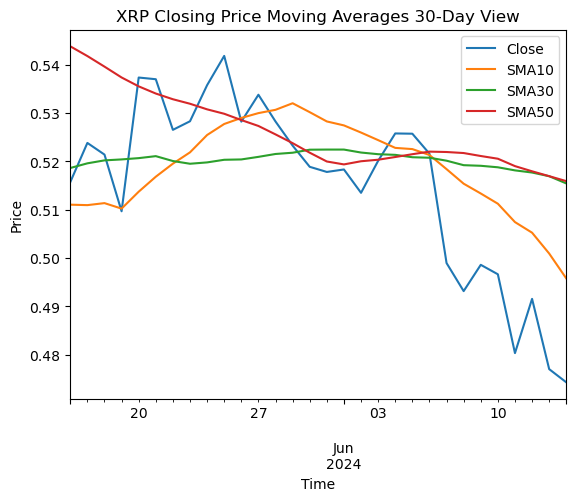 XRP Closing Price Moving Averages 30-Day View
Close
SMA10
SMA30
SMA50
Price
0.54
0.53
0.52
0.51
0.50
0.49
0.48
20
27
03
10
Jun
2024
Time